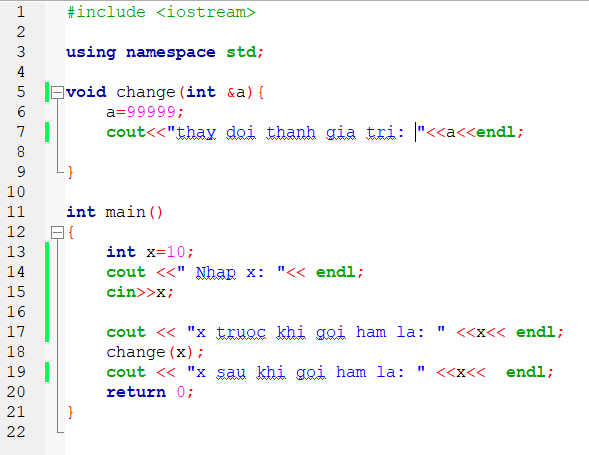 1 #include <iostream>
2
3 using namespace std;
4
5 void change(int &a){
6 a=99999;
7 cout<<"thay doi thanh gia tri: "<<a<<endl;
8
9 }
10
11 int main()
12 {
13 int x=10;
14 cout <<" Nhap x: "<< endl;
15 cin>>x;
16
17 cout << "x truoc khi goi ham la: " <<x<< endl;
18 change(x);
19 cout << "x sau khi goi ham la: " <<x<<  endl;
20 return 0;
21 }
22